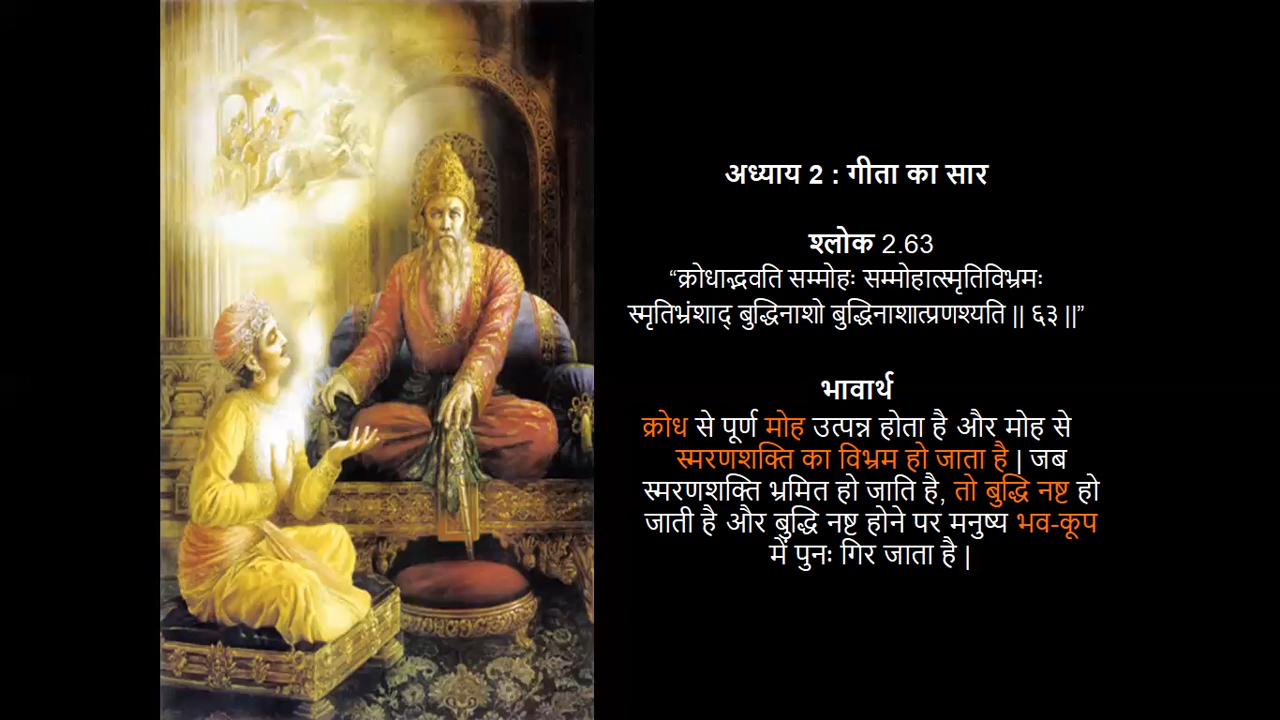 अध्याय 2 : गीता का सार
श्लोक 2.63
“क्रोधाद्भवति सम्मोहः सम्मोहात्स्मृतिविभ्रमः
स्मृतिभ्रंशाद् बुद्धिनाशो बुद्धिनाशात्प्रणश्यति || ६३ ||”
भावार्थ
क्रोध से पूर्ण मोह उत्पन्न होता है और मोह से
स्मरणशक्ति का विभ्रम हो जाता है | जब
स्मरणशक्ति भ्रमित हो जाति है, तो बुद्धि नष्ट हो
जाती है और बुद्धि नष्ट होने पर मनुष्य भव-कूप
में पुनः गिर जाता है |